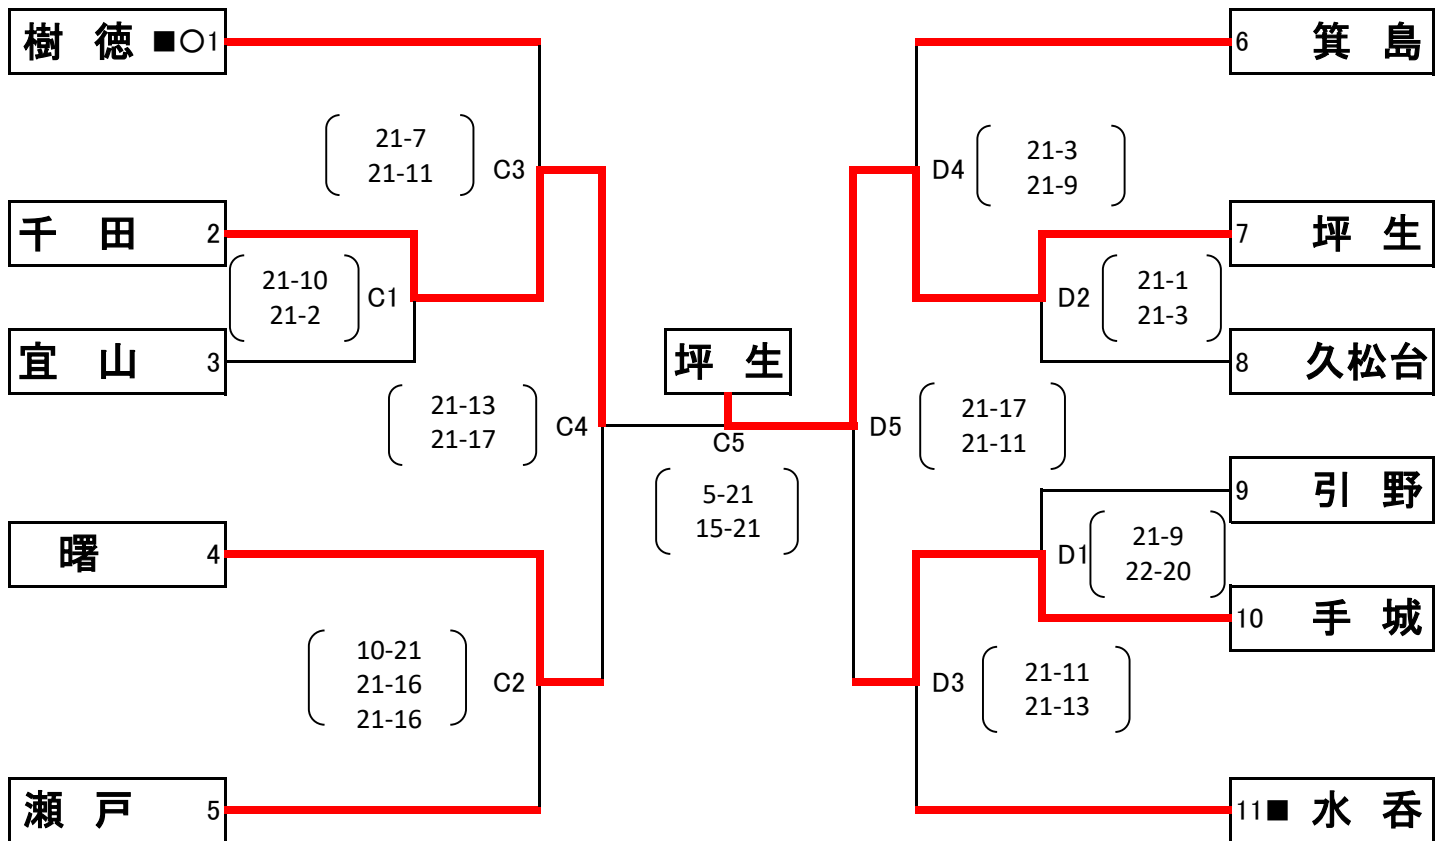 樹 徳 ■○1
21-7
21-11
C3
千 田 2
21-10
21-2
C1
宜 山 3
21-13
21-17
C4
曙 4
10-21
21-16
21-16
C2
瀬 戸 5
坪 生
C5
5-21
15-21
6 箕 島
D4
21-3
21-9
7 坪 生
D2
21-1
21-3
8 久松台
D5
21-17
21-11
9 引 野
D1
21-9
22-20
10 手 城
D3
21-11
21-13
11■ 水 呑